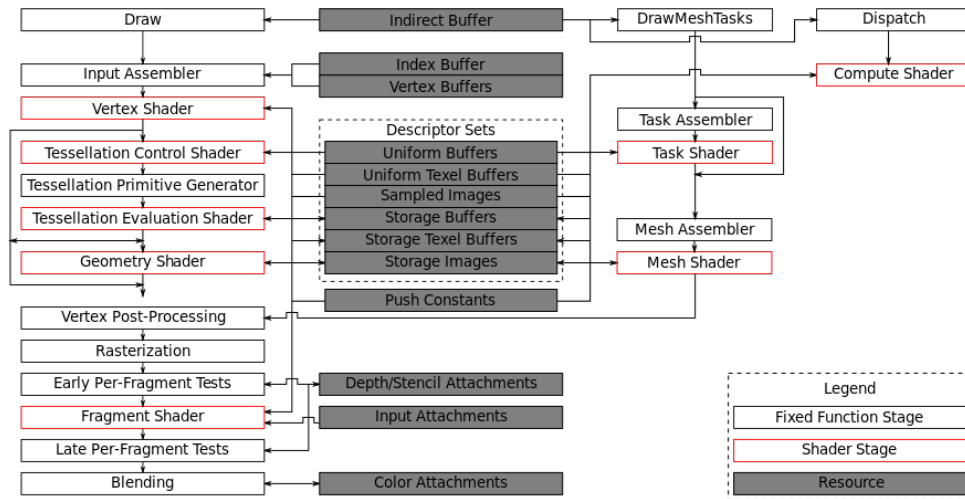 Draw
Indirect Buffer
DrawMeshTasks
Dispatch
Input Assembler
Index Buffer
Vertex Buffers
Compute Shader
Vertex Shader
Descriptor Sets
Task Assembler
Tessellation Control Shader
Uniform Buffers
Task Shader
Tessellation Primitive Generator
Uniform Texel Buffers
Sampled Images
Tessellation Evaluation Shader
Storage Buffers
Storage Texel Buffers
Mesh Assembler
Geometry Shader
Storage Images
Mesh Shader
Push Constants
Vertex Post-Processing
Rasterization
Early Per-Fragment Tests
Depth/Stencil Attachments
Fragment Shader
Input Attachments
Late Per-Fragment Tests
Blending
Color Attachments
Legend
Fixed Function Stage
Shader Stage
Resource